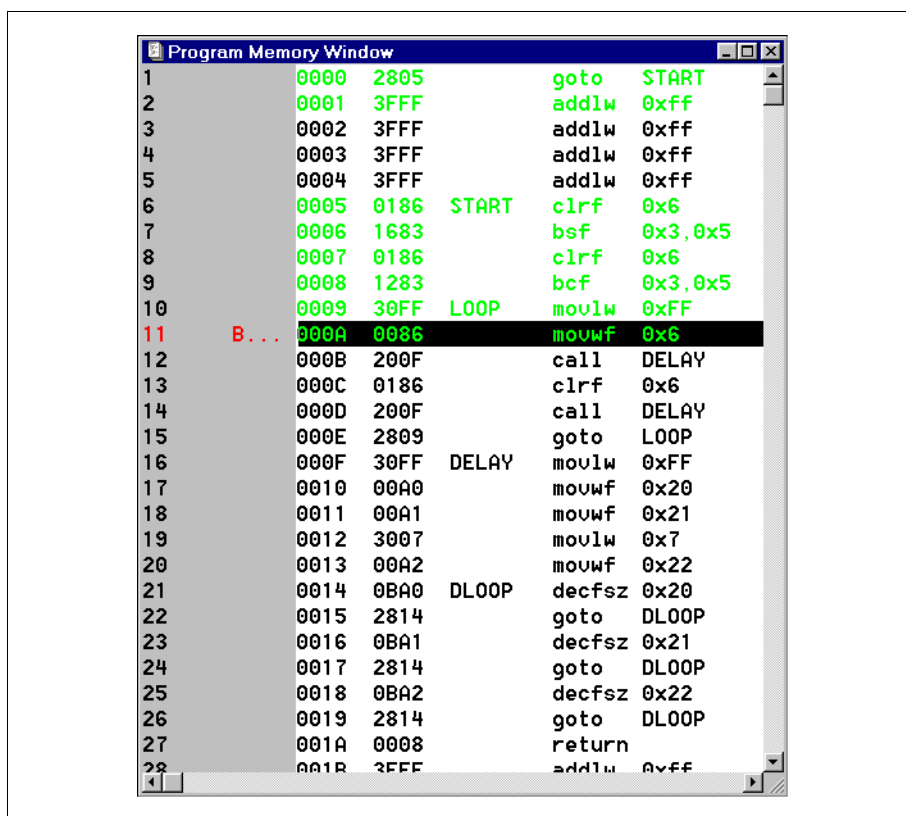 Program Memory Window
1 0000 2805 goto START
2 0001 3FFF addlw 0xff
3 0002 3FFF addlw 0xff
4 0003 3FFF addlw 0xff
5 0004 3FFF addlw 0xff
6 0005 0186 START clrf 0x6
7 0006 1683 bsf 0x3,0x5
8 0007 0186 clrf 0x6
9 0008 1283 bcf 0x3,0x5
10 0009 30FF LOOP movlw 0xFF
11 B... 000A 0086 movwf 0x6
12 000B 200F call DELAY
13 000C 0186 clrf 0x6
14 000D 200F call DELAY
15 000E 2809 goto LOOP
16 000F 30FF DELAY movlw 0xFF
17 0010 00A0 movwf 0x20
18 0011 00A1 movwf 0x21
19 0012 3007 movlw 0x7
20 0013 00A2 movwf 0x22
21 0014 0BA0 DLOOP decfsz 0x20
22 0015 2814 goto DLOOP
23 0016 0BA1 decfsz 0x21
24 0017 2814 goto DLOOP
25 0018 0BA2 decfsz 0x22
26 0019 2814 goto DLOOP
27 001A 0008 return
28 001B 3FFF addlw 0xff